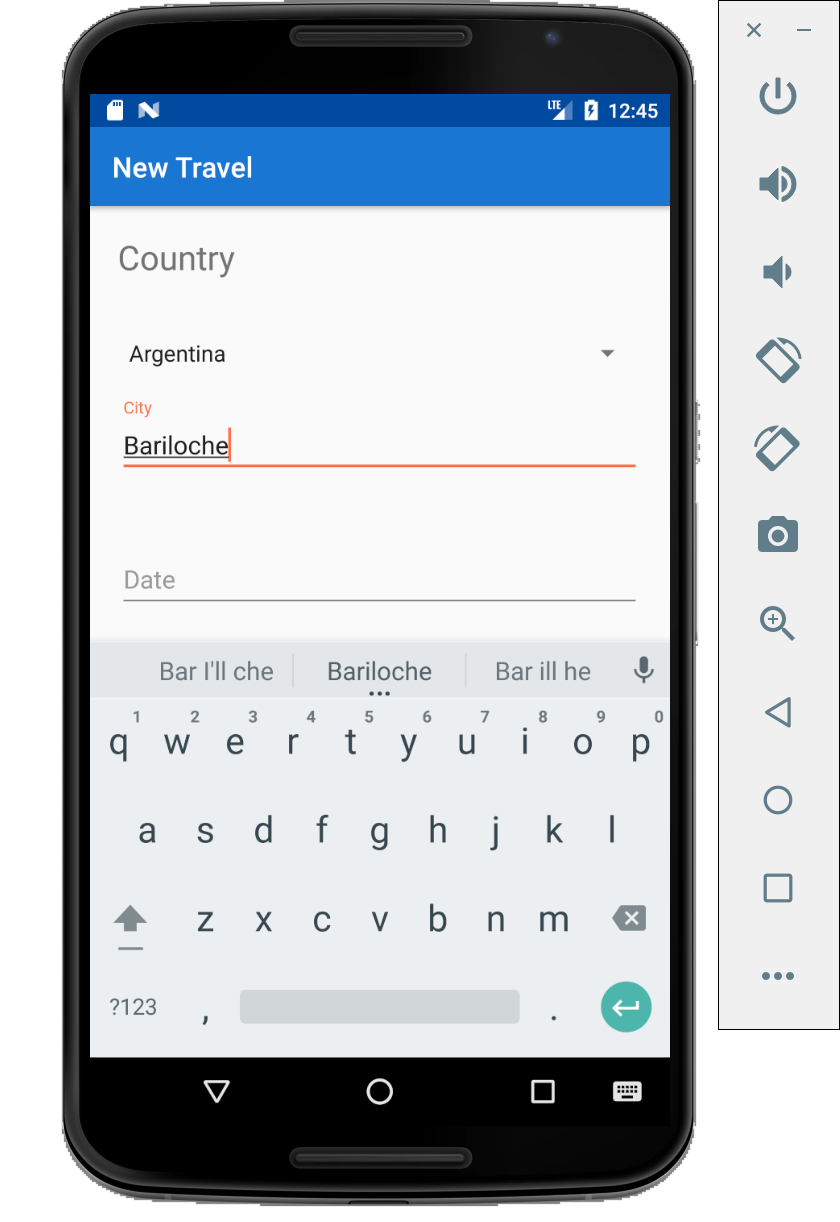 LTE 12:45
New Travel
Country
Argentina
City
Bariloche
Date
Bar I'll che Bariloche Bar ill he
1 2 3 4 5 6 7 8 9 0
q w e r t y u i o p
a s d f g h j k l
z x c v b n m
?123 , .